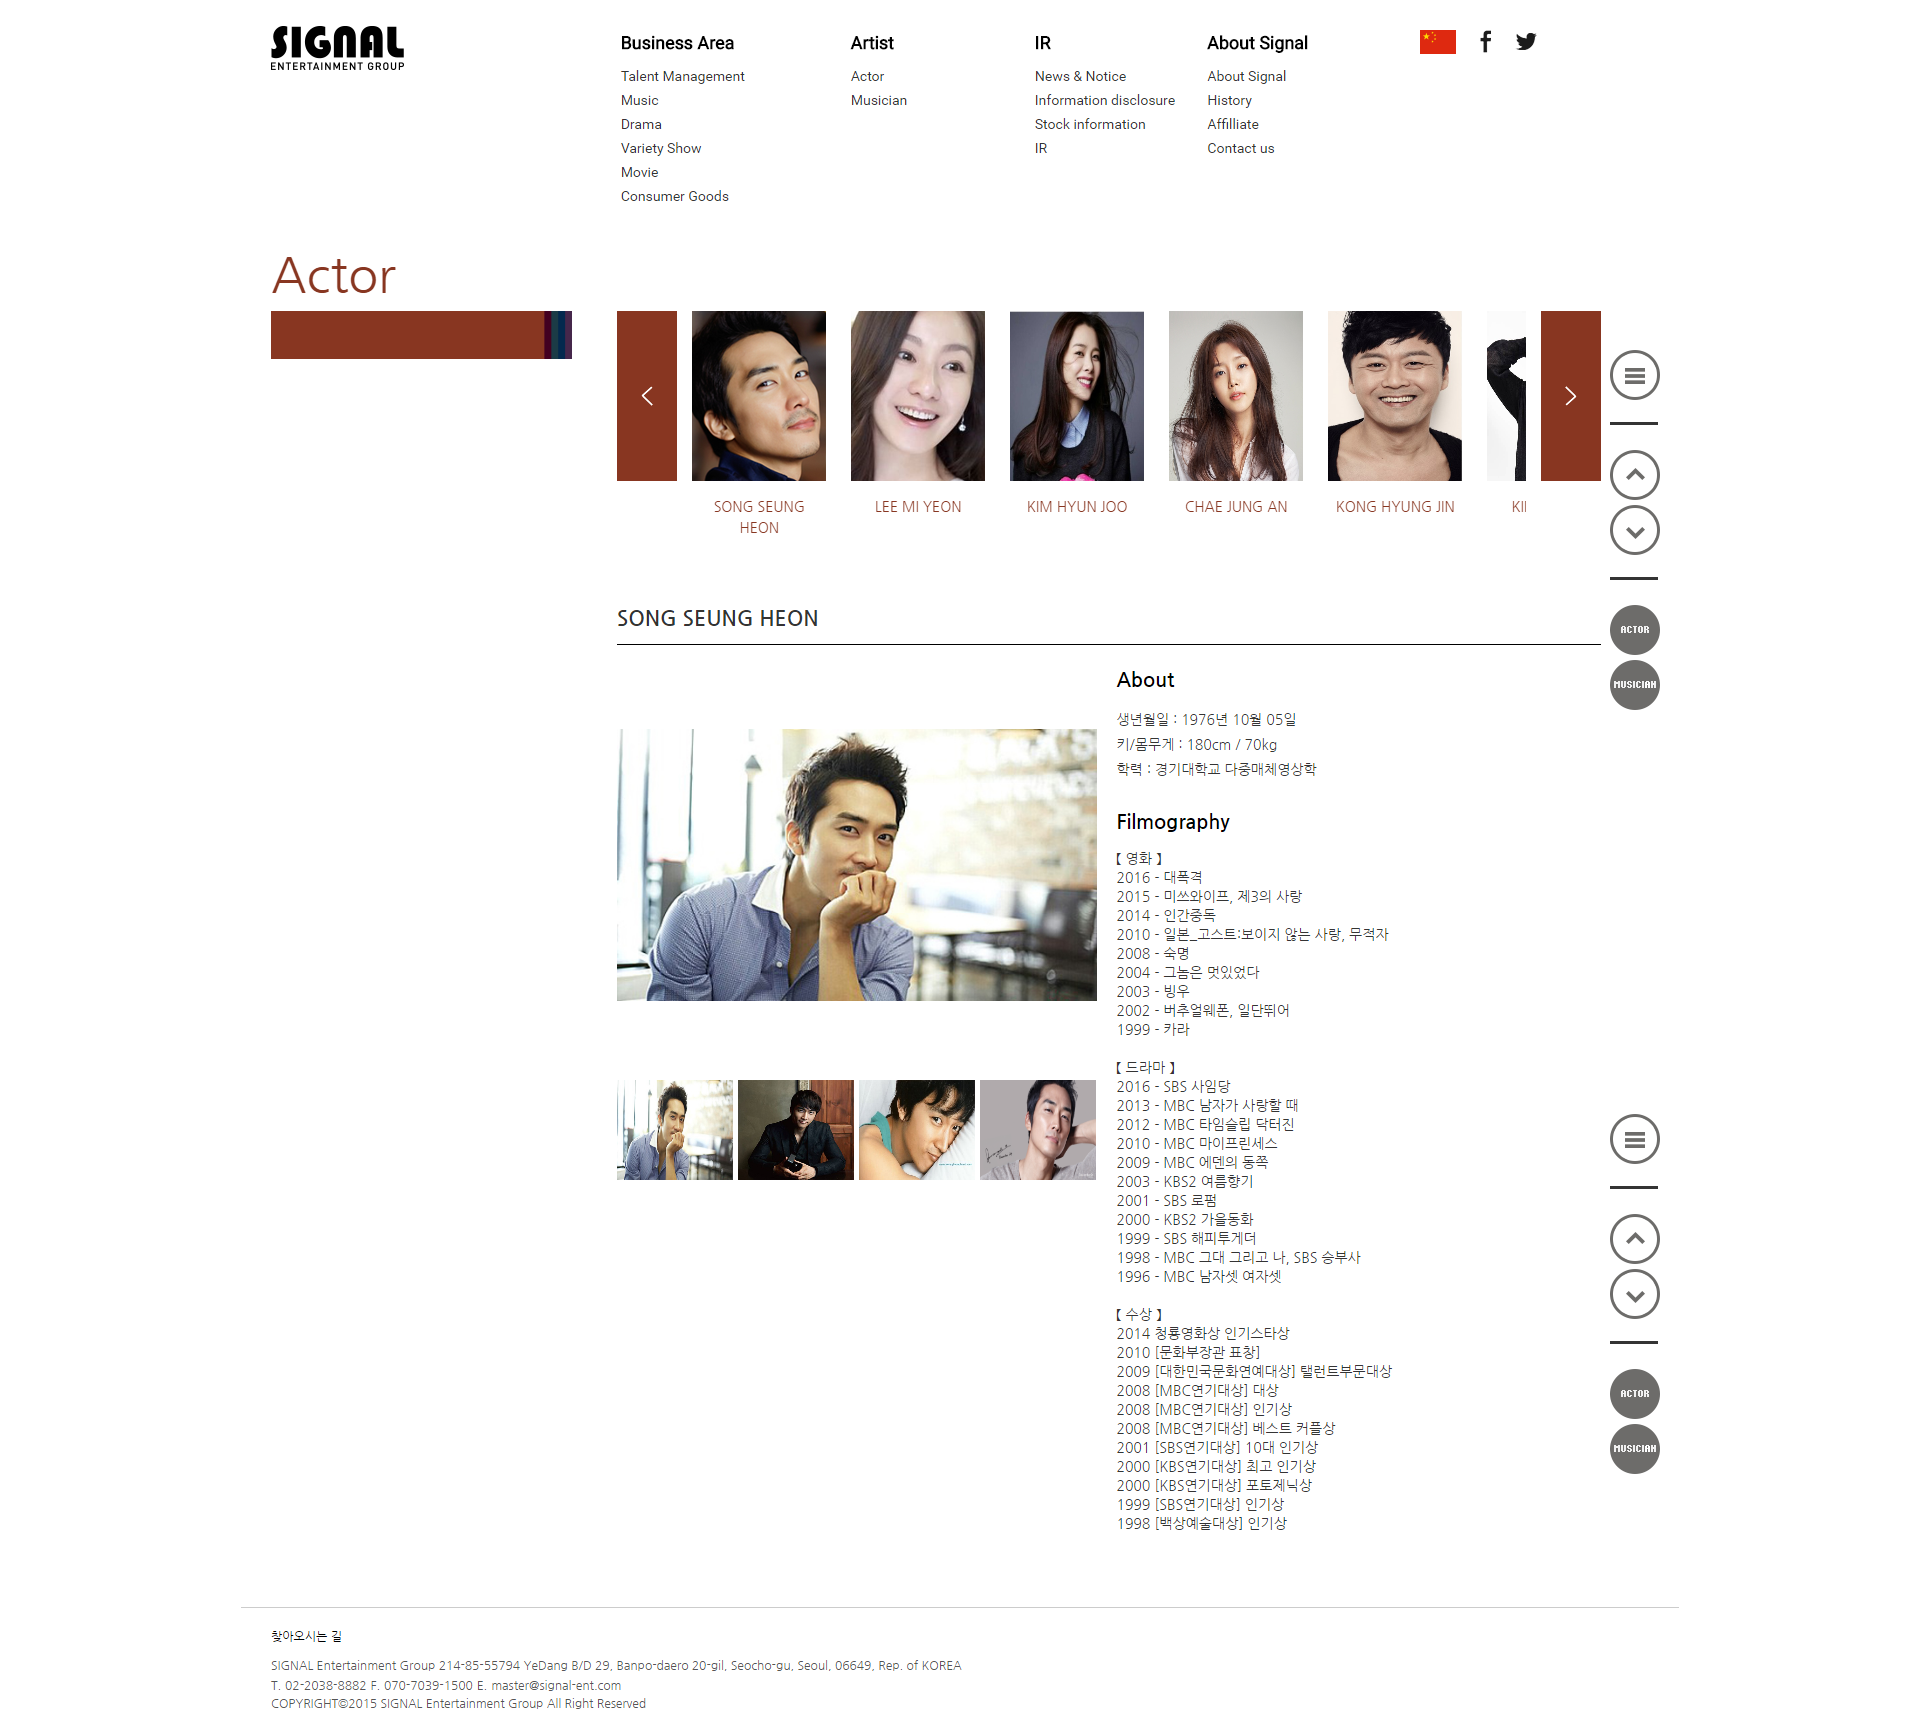 SIGNAL
ENTERTAINMENT GROUP
Business Area
Talent Management
Music
Drama
Variety Show
Movie
Consumer Goods
Artist
Actor
Musician
IR
News & Notice
Information disclosure
Stock information
IR
About Signal
About Signal
History
Affilliate
Contact us
Actor
SONG SEUNG
HEON
LEE MI YEON
KIM HYUN JOO
CHAE JUNG AN
KONG HYUNG JIN
ACTOR
MUSICIAN
SONG SEUNG HEON
About
생년월일 : 1976년 10월 05일
키/몸무게 : 180cm / 70kg
학력 : 경기대학교 다중매체영상학
Filmography
【 영화 】
2016 - 대폭격
2015 - 미쓰와이프, 제3의 사랑
2014 - 인간중독
2010 - 일본_고스트:보이지 않는 사랑, 무적자
2008 - 숙명
2004 - 그놈은 멋있었다
2003 - 빙우
2002 - 버추얼웨폰, 일단뛰어
1999 - 카라
【 드라마 】
2016 - SBS 사임당
2013 - MBC 남자가 사랑할 때
2012 - MBC 타임슬립 닥터진
2010 - MBC 마이프린세스
2009 - MBC 에덴의 동쪽
2003 - KBS2 여름향기
2001 - SBS 로펌
2000 - KBS2 가을동화
1999 - SBS 해피투게더
1998 - MBC 그대 그리고 나, SBS 승부사
1996 - MBC 남자셋 여자셋
【 수상 】
2014 청룡영화상 인기스타상
2010 [문화부장관 표창]
2009 [대한민국문화연예대상] 탤런트부문대상
2008 [MBC연기대상] 대상
2008 [MBC연기대상] 인기상
2008 [MBC연기대상] 베스트 커플상
2001 [SBS연기대상] 10대 인기상
2000 [KBS연기대상] 최고 인기상
2000 [KBS연기대상] 포토제닉상
1999 [SBS연기대상] 인기상
1998 [백상예술대상] 인기상
ACTOR
MUSICIAN
찾아오시는 길
SIGNAL Entertainment Group 214-85-55794 YeDang B/D 29, Banpo-daero 20-gil, Seocho-gu, Seoul, 06649, Rep. of KOREA
T. 02-2038-8882 F. 070-7039-1500 E. master@signal-ent.com
COPYRIGHT©2015 SIGNAL Entertainment Group All Right Reserved